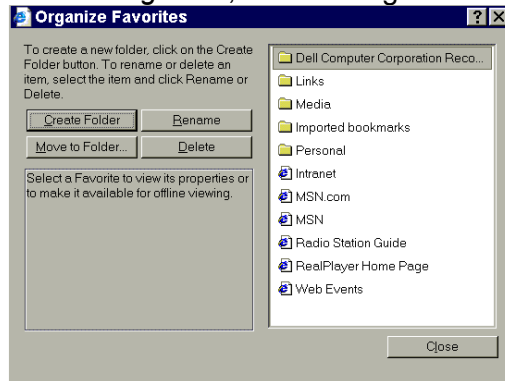 Organize Favorites
To create a new folder, click on the Create
Folder button. To rename or delete an
item, select the item and click Rename or
Delete.
Create Folder
Rename
Move to Folder...
Delete
Select a Favorite to view its properties or
to make it available for offline viewing.
Dell Computer Corporation Reco...
Links
Media
Imported bookmarks
Personal
Intranet
MSN.com
MSN
Radio Station Guide
RealPlayer Home Page
Web Events
Close